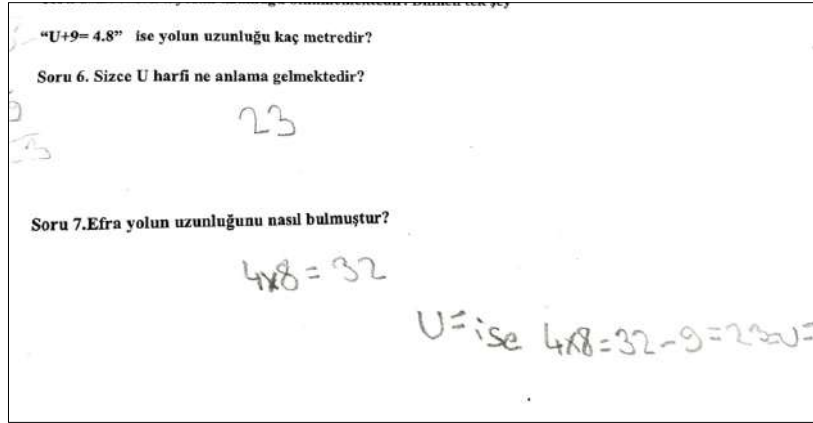 “U+9= 4.8” ise yolun uzunluğu kaç metredir?
Soru 6. Sizce U harfi ne anlama gelmektedir?
23
Soru 7.Efra yolun uzunluğunu nasıl bulmuştur?
4x8=32
U= ise 4x8=32-9=23=U=